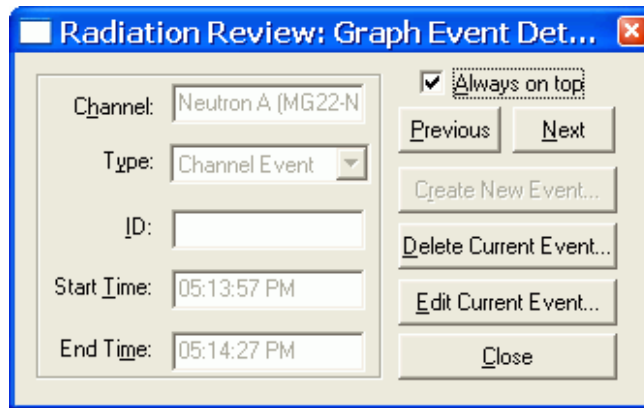 Radiation Review: Graph Event Det...
Channel: Neutron A (MG22-N
Type: Channel Event
ID:
Start Time: 05:13:57 PM
End Time: 05:14:27 PM
Always on top
Previous Next
Create New Event...
Delete Current Event...
Edit Current Event...
Close